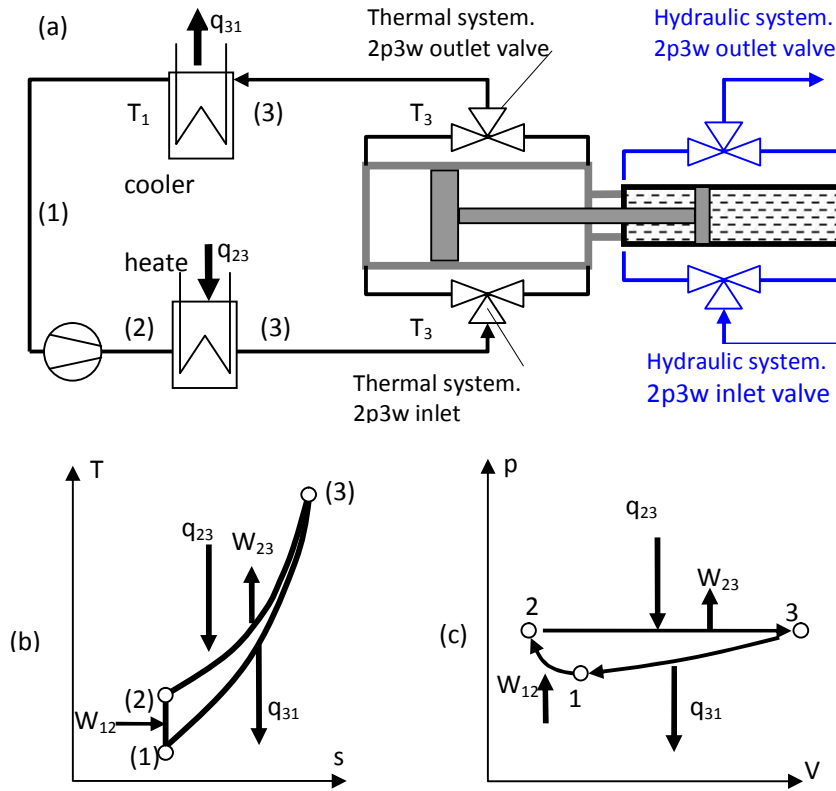 (a)
q31
Thermal system.
2p3w outlet valve
Hydraulic system.
2p3w outlet valve
T1
(3)
T3
cooler
(1)
heate
q23
(2)
(3)
T3
Thermal system.
2p3w inlet
Hydraulic system.
2p3w inlet valve
T
(3)
q23
W23
(b)
(2)
W12
(1)
q31
s
p
q23
W23
2
3
(c)
W12
1
q31
V